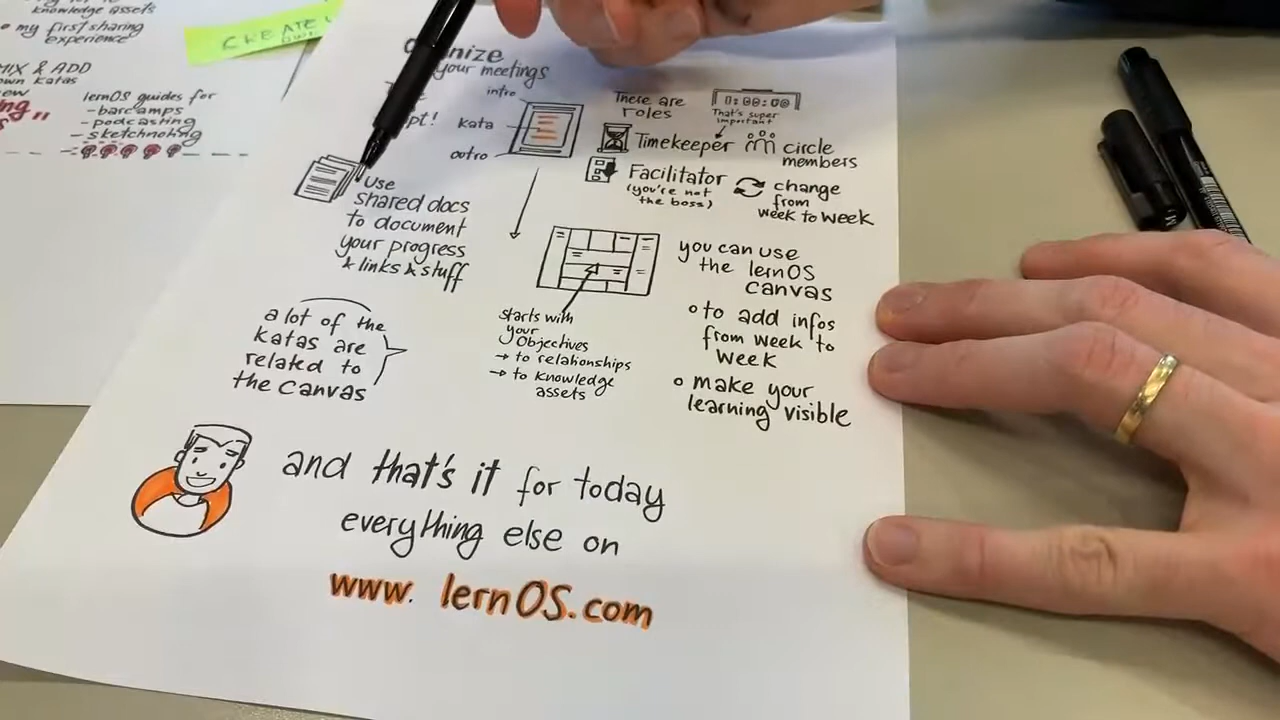 knowledge assets
my first sharing
experience
MIX & ADD
own katas
lernOS guides for
- barcamps
- podcasting
- sketchnoting
CREATE
your meetings
intro
kata
outro
There are
roles
0:00:00
That's super
important
Timekeeper
circle
members
Facilitator
(you're not
the boss)
change
from
week to week
Use
shared docs
to document
your progress
& links & stuff
you can use
the lernOS
canvas
to add infos
from week to
week
make your
learning visible
starts with
your
Objectives
→ to relationships
→ to knowledge
assets
a lot of the
katas are
related to
the canvas
and that's it for today
everything else on
www.lernOS.com